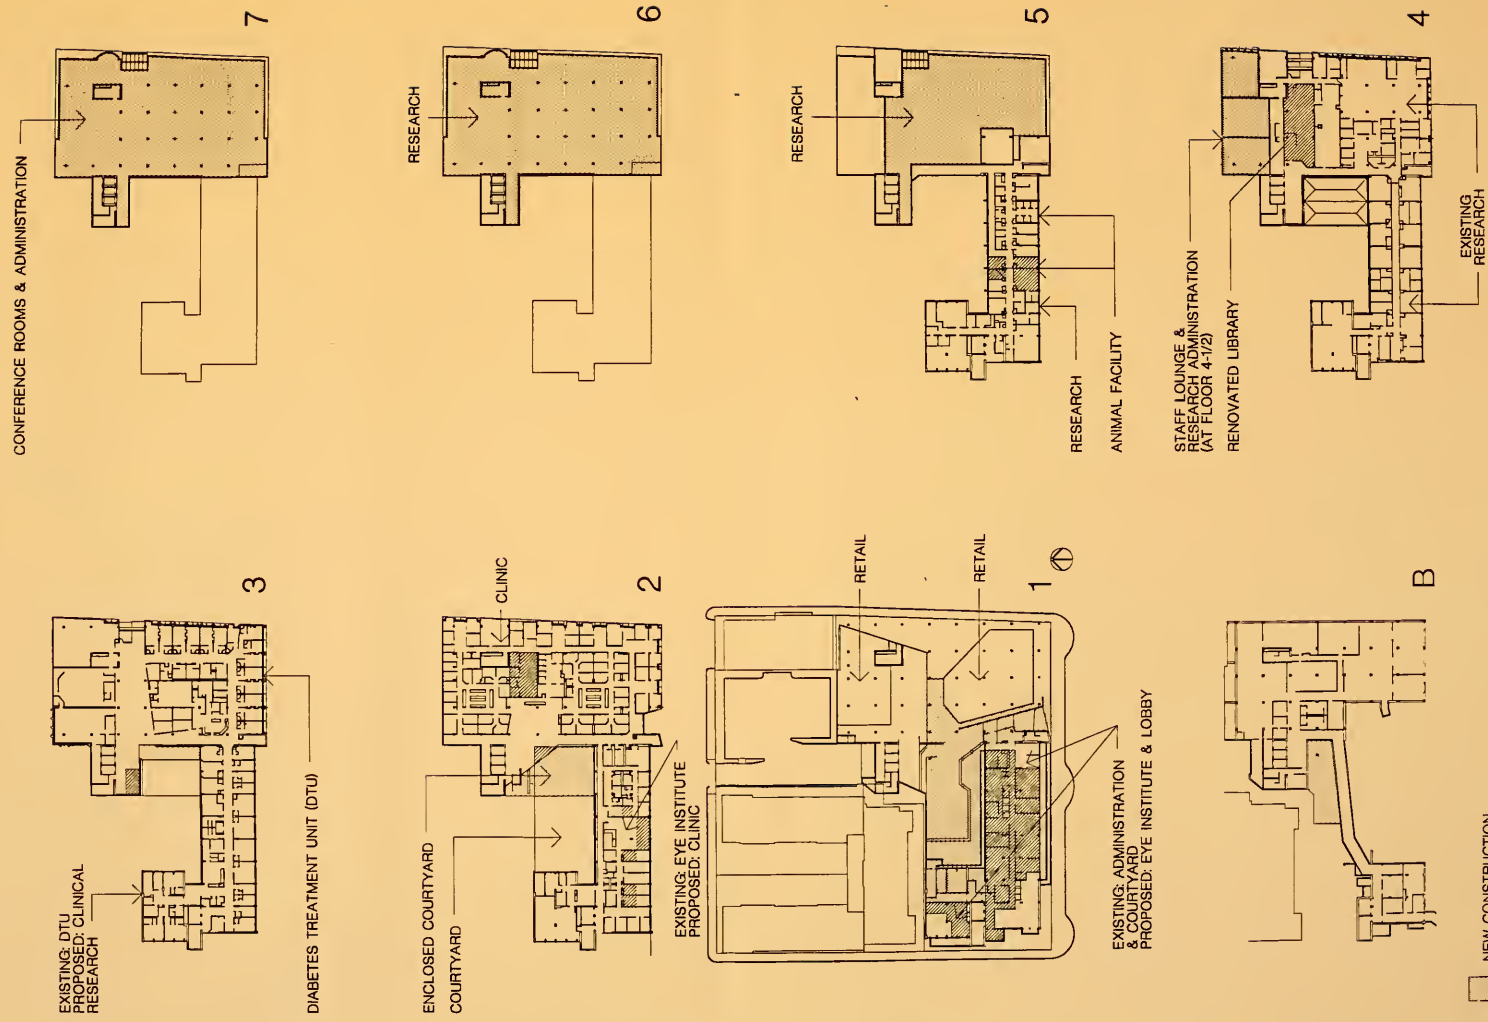 CONFERENCE ROOMS & ADMINISTRATION
7
RESEARCH
6
RESEARCH
5
RESEARCH
ANIMAL FACILITY
STAFF LOUNGE &
RESEARCH ADMINISTRATION
(AT FLOOR 4-1/2)
RENOVATED LIBRARY
4
EXISTING
RESEARCH
EXISTING: DTU
PROPOSED: CLINICAL
RESEARCH
3
DIABETES TREATMENT UNIT (DTU)
ENCLOSED COURTYARD
COURTYARD
CLINIC
2
EXISTING: EYE INSTITUTE
PROPOSED: CLINIC
RETAIL
RETAIL
1
EXISTING: ADMINISTRATION
& COURTYARD
PROPOSED: EYE INSTITUTE & LOBBY
B
NEW CONSTRUCTION